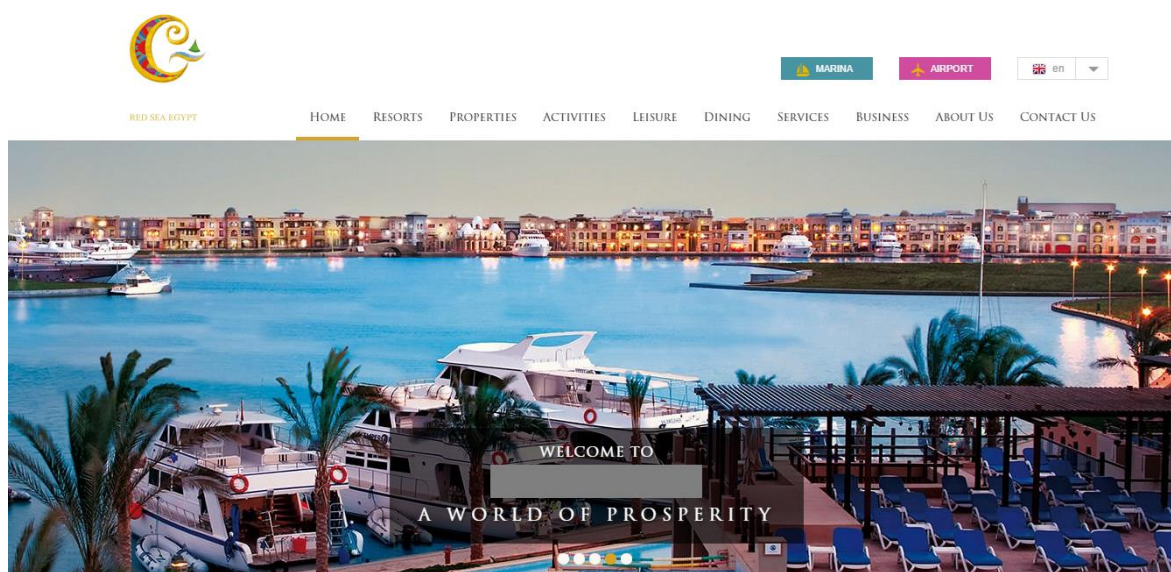 MARINA
AIRPORT
en
RED SEA EGYPT
HOME RESORTS PROPERTIES ACTIVITIES LEISURE DINING SERVICES BUSINESS ABOUT US CONTACT US
WELCOME TO
A WORLD OF PROSPERITY